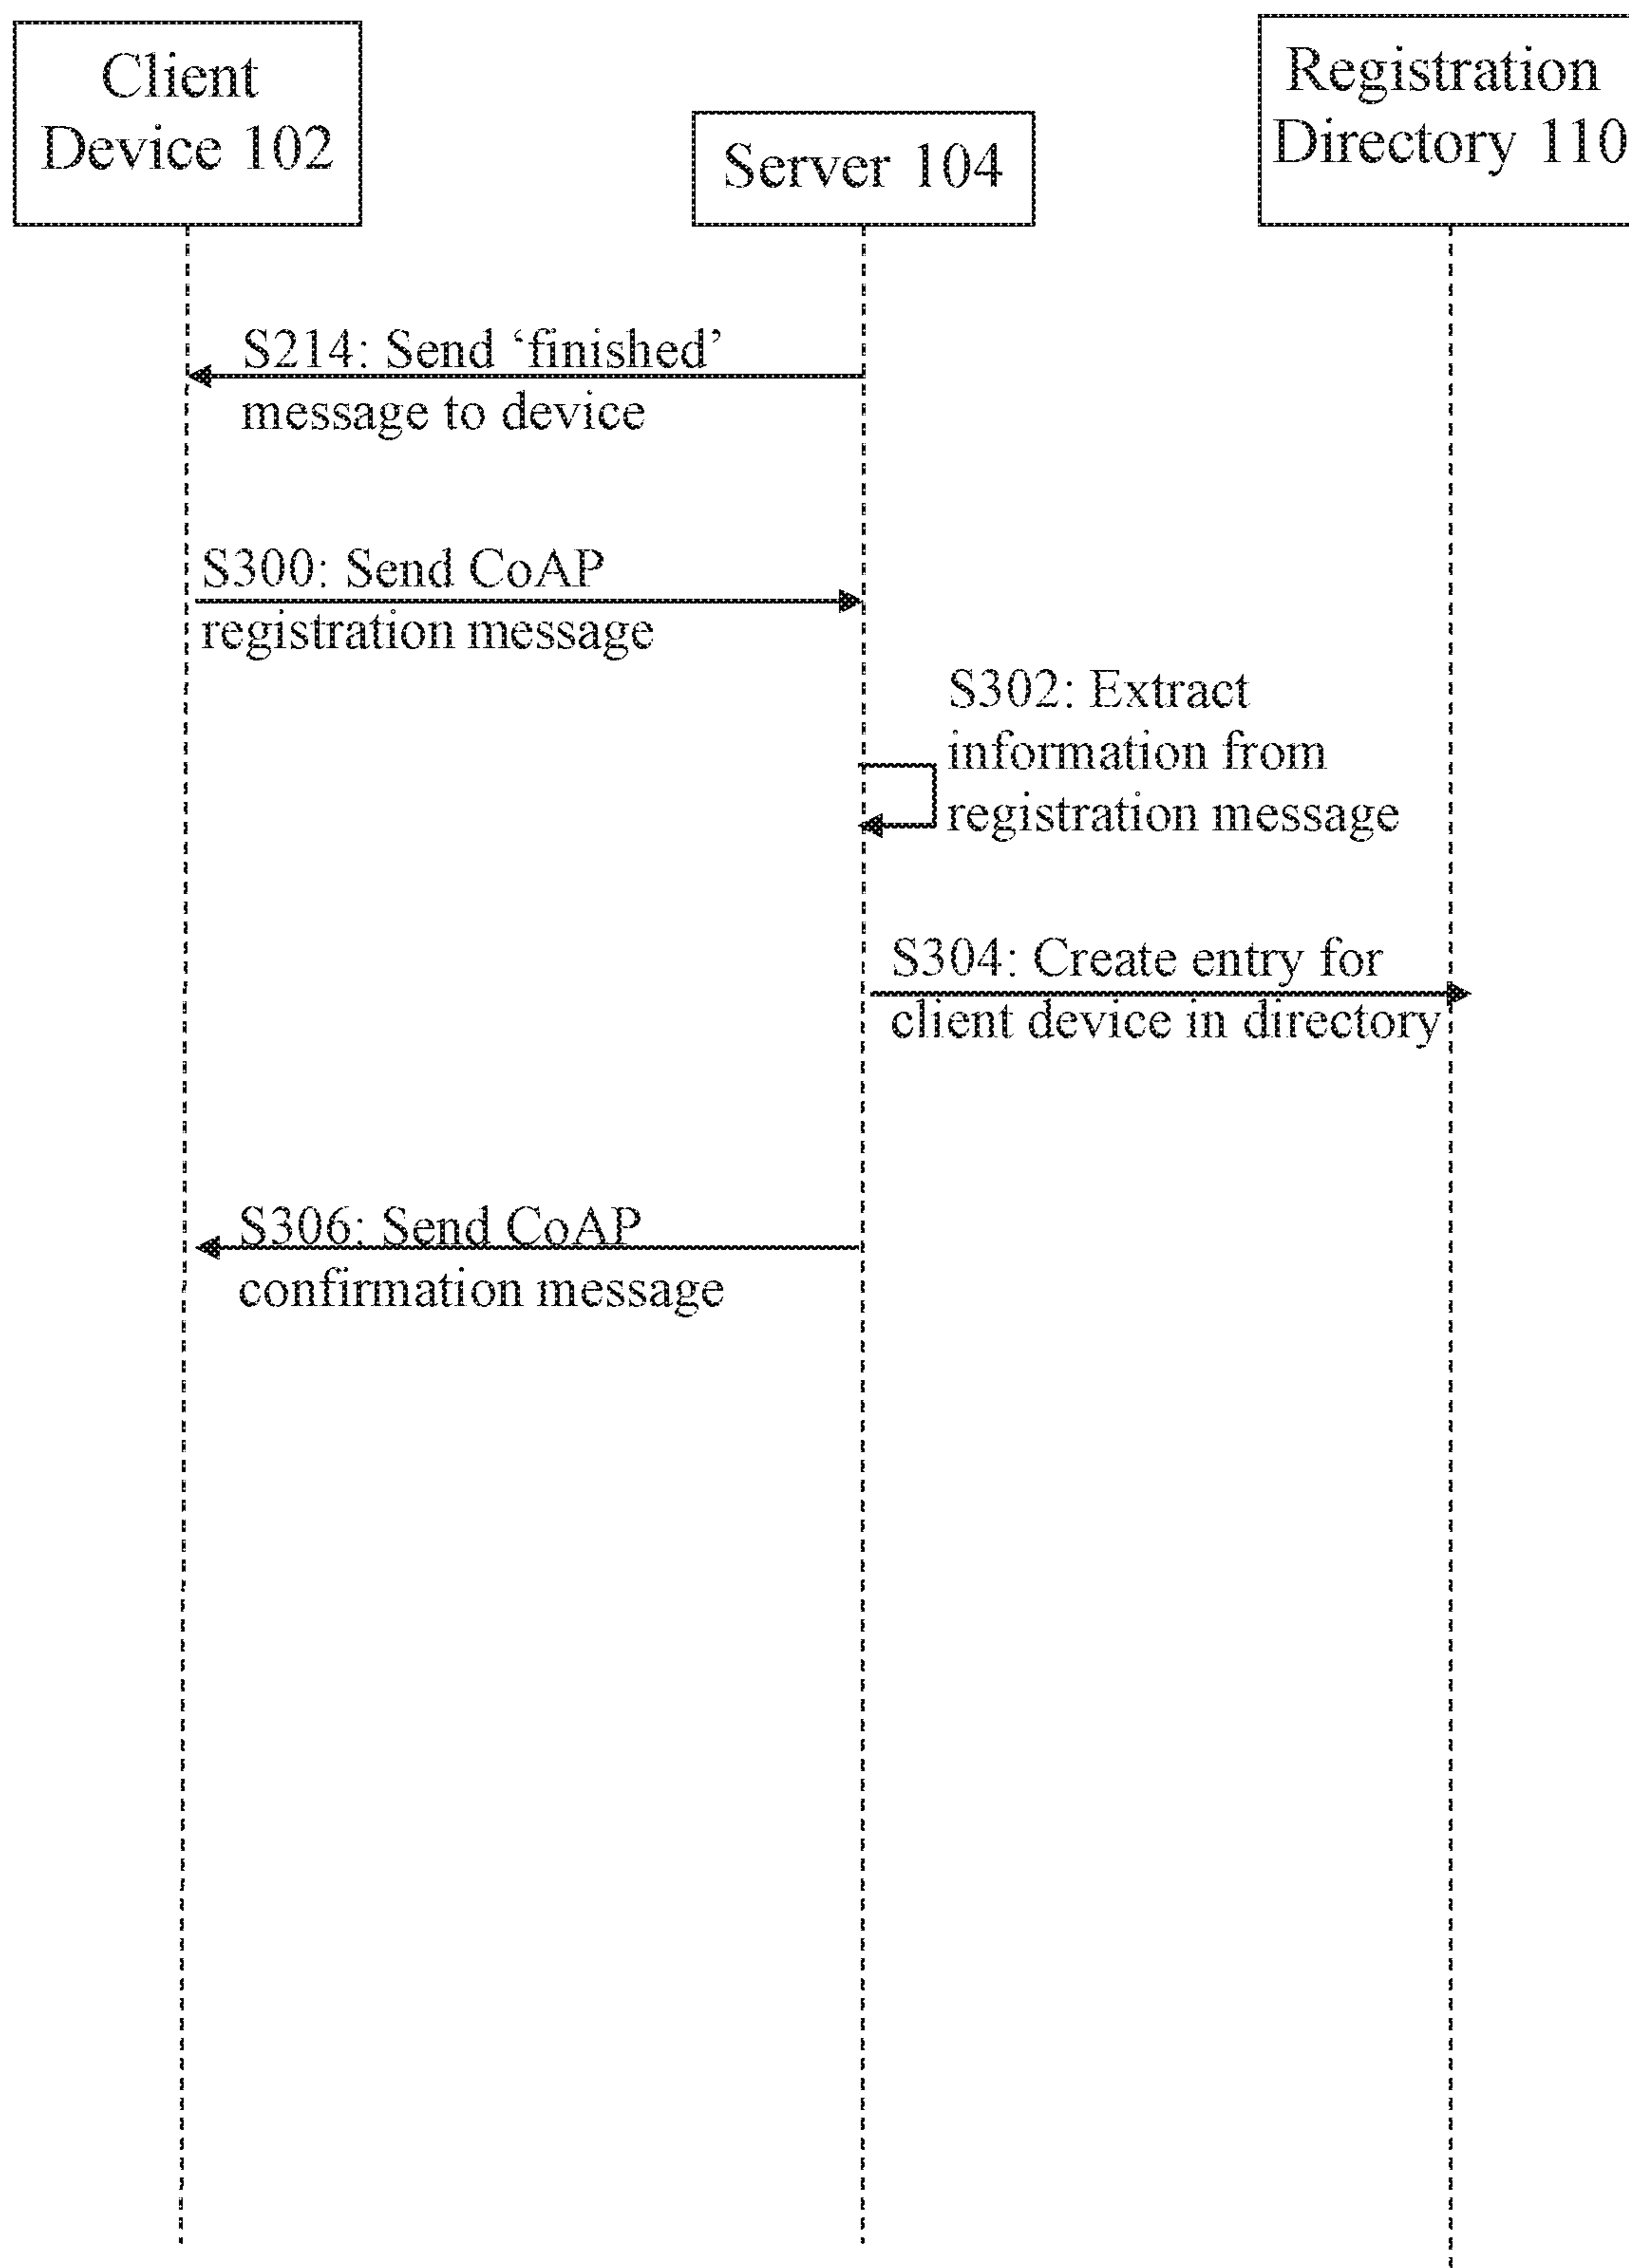 Client
Device 102
Server 104
Registration
Directory 110
S214: Send ‘finished’
message to device
S300: Send CoAP
registration message
S302: Extract
information from
registration message
S304: Create entry for
client device in directory
S306: Send CoAP
confirmation message